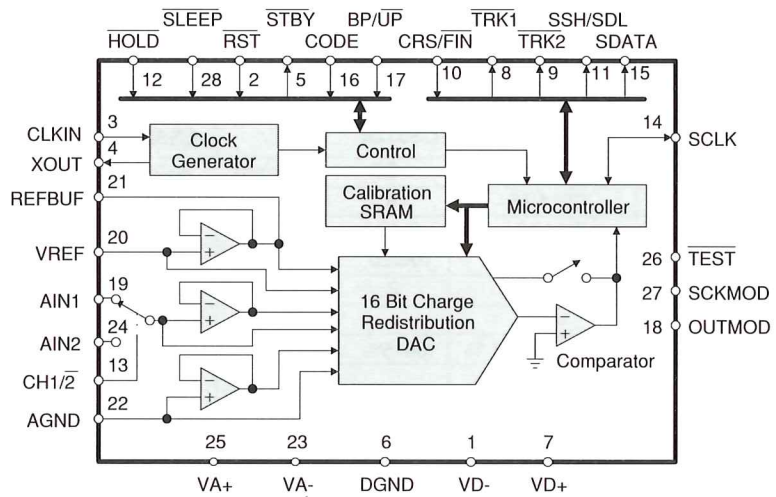 SLEEP STBY BP/UP TRK1 SSH/SDL
HOLD RST CODE CRS/FIN TRK2 SDATA
12 28 2 5 16 17 10 8 9 11 15
CLKIN 3
XOUT 4
Clock
Generator
Control
14 SCLK
REFBUF 21
Calibration
SRAM
Microcontroller
VREF 20
26 TEST
AIN1 19
27 SCKMOD
16 Bit Charge
Redistribution
DAC
AIN2 24
18 OUTMOD
Comparator
CH1/2 13
AGND 22
25 23 6 1 7
VA+ VA- DGND VD- VD+